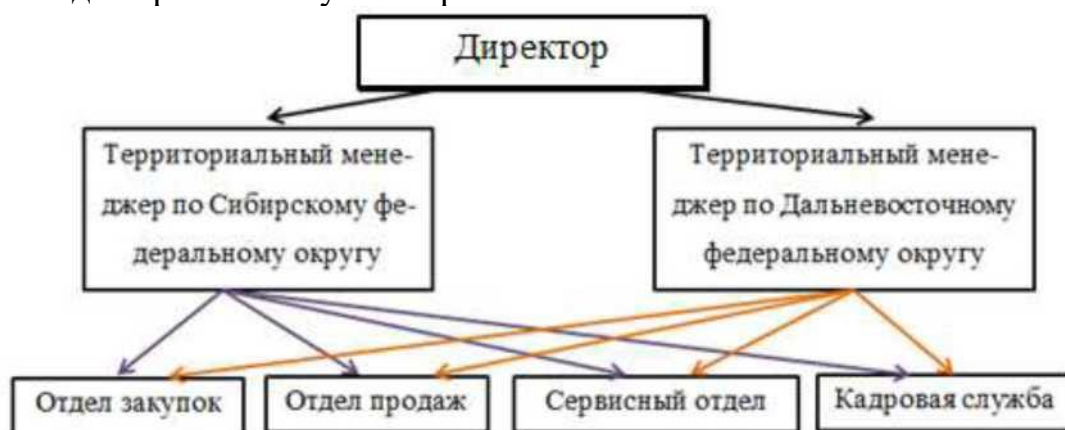 Директор
Территориальный мене-
джер по Сибирскому фе-
деральному округу
Территориальный мене-
джер по Дальневосточному
федеральному округу
Отдел закупок
Отдел продаж
Сервисный отдел
Кадровая служба